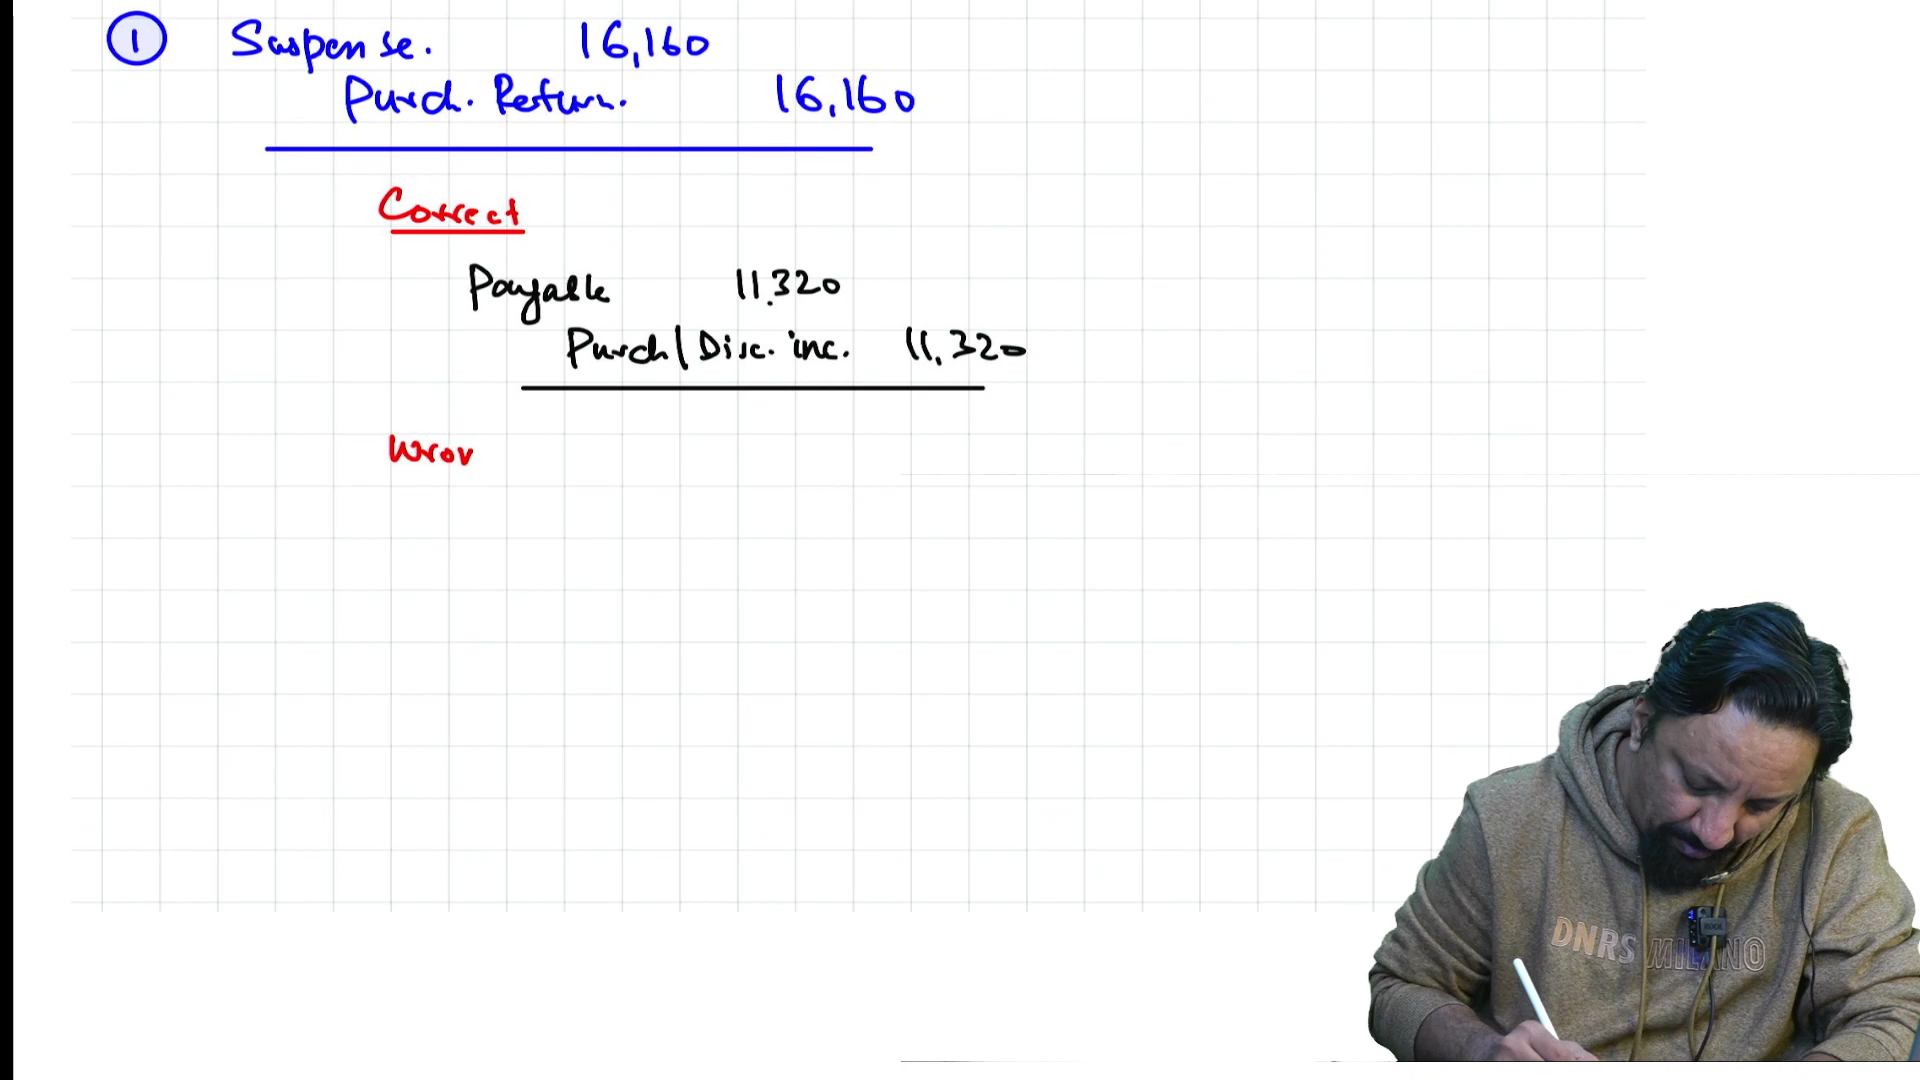 1 Suspense. 16,160
Purch. Return. 16,160
Correct
Payable 11,320
Purch/Disc. inc. 11,320
Wron
DNRS MILANO
RODE